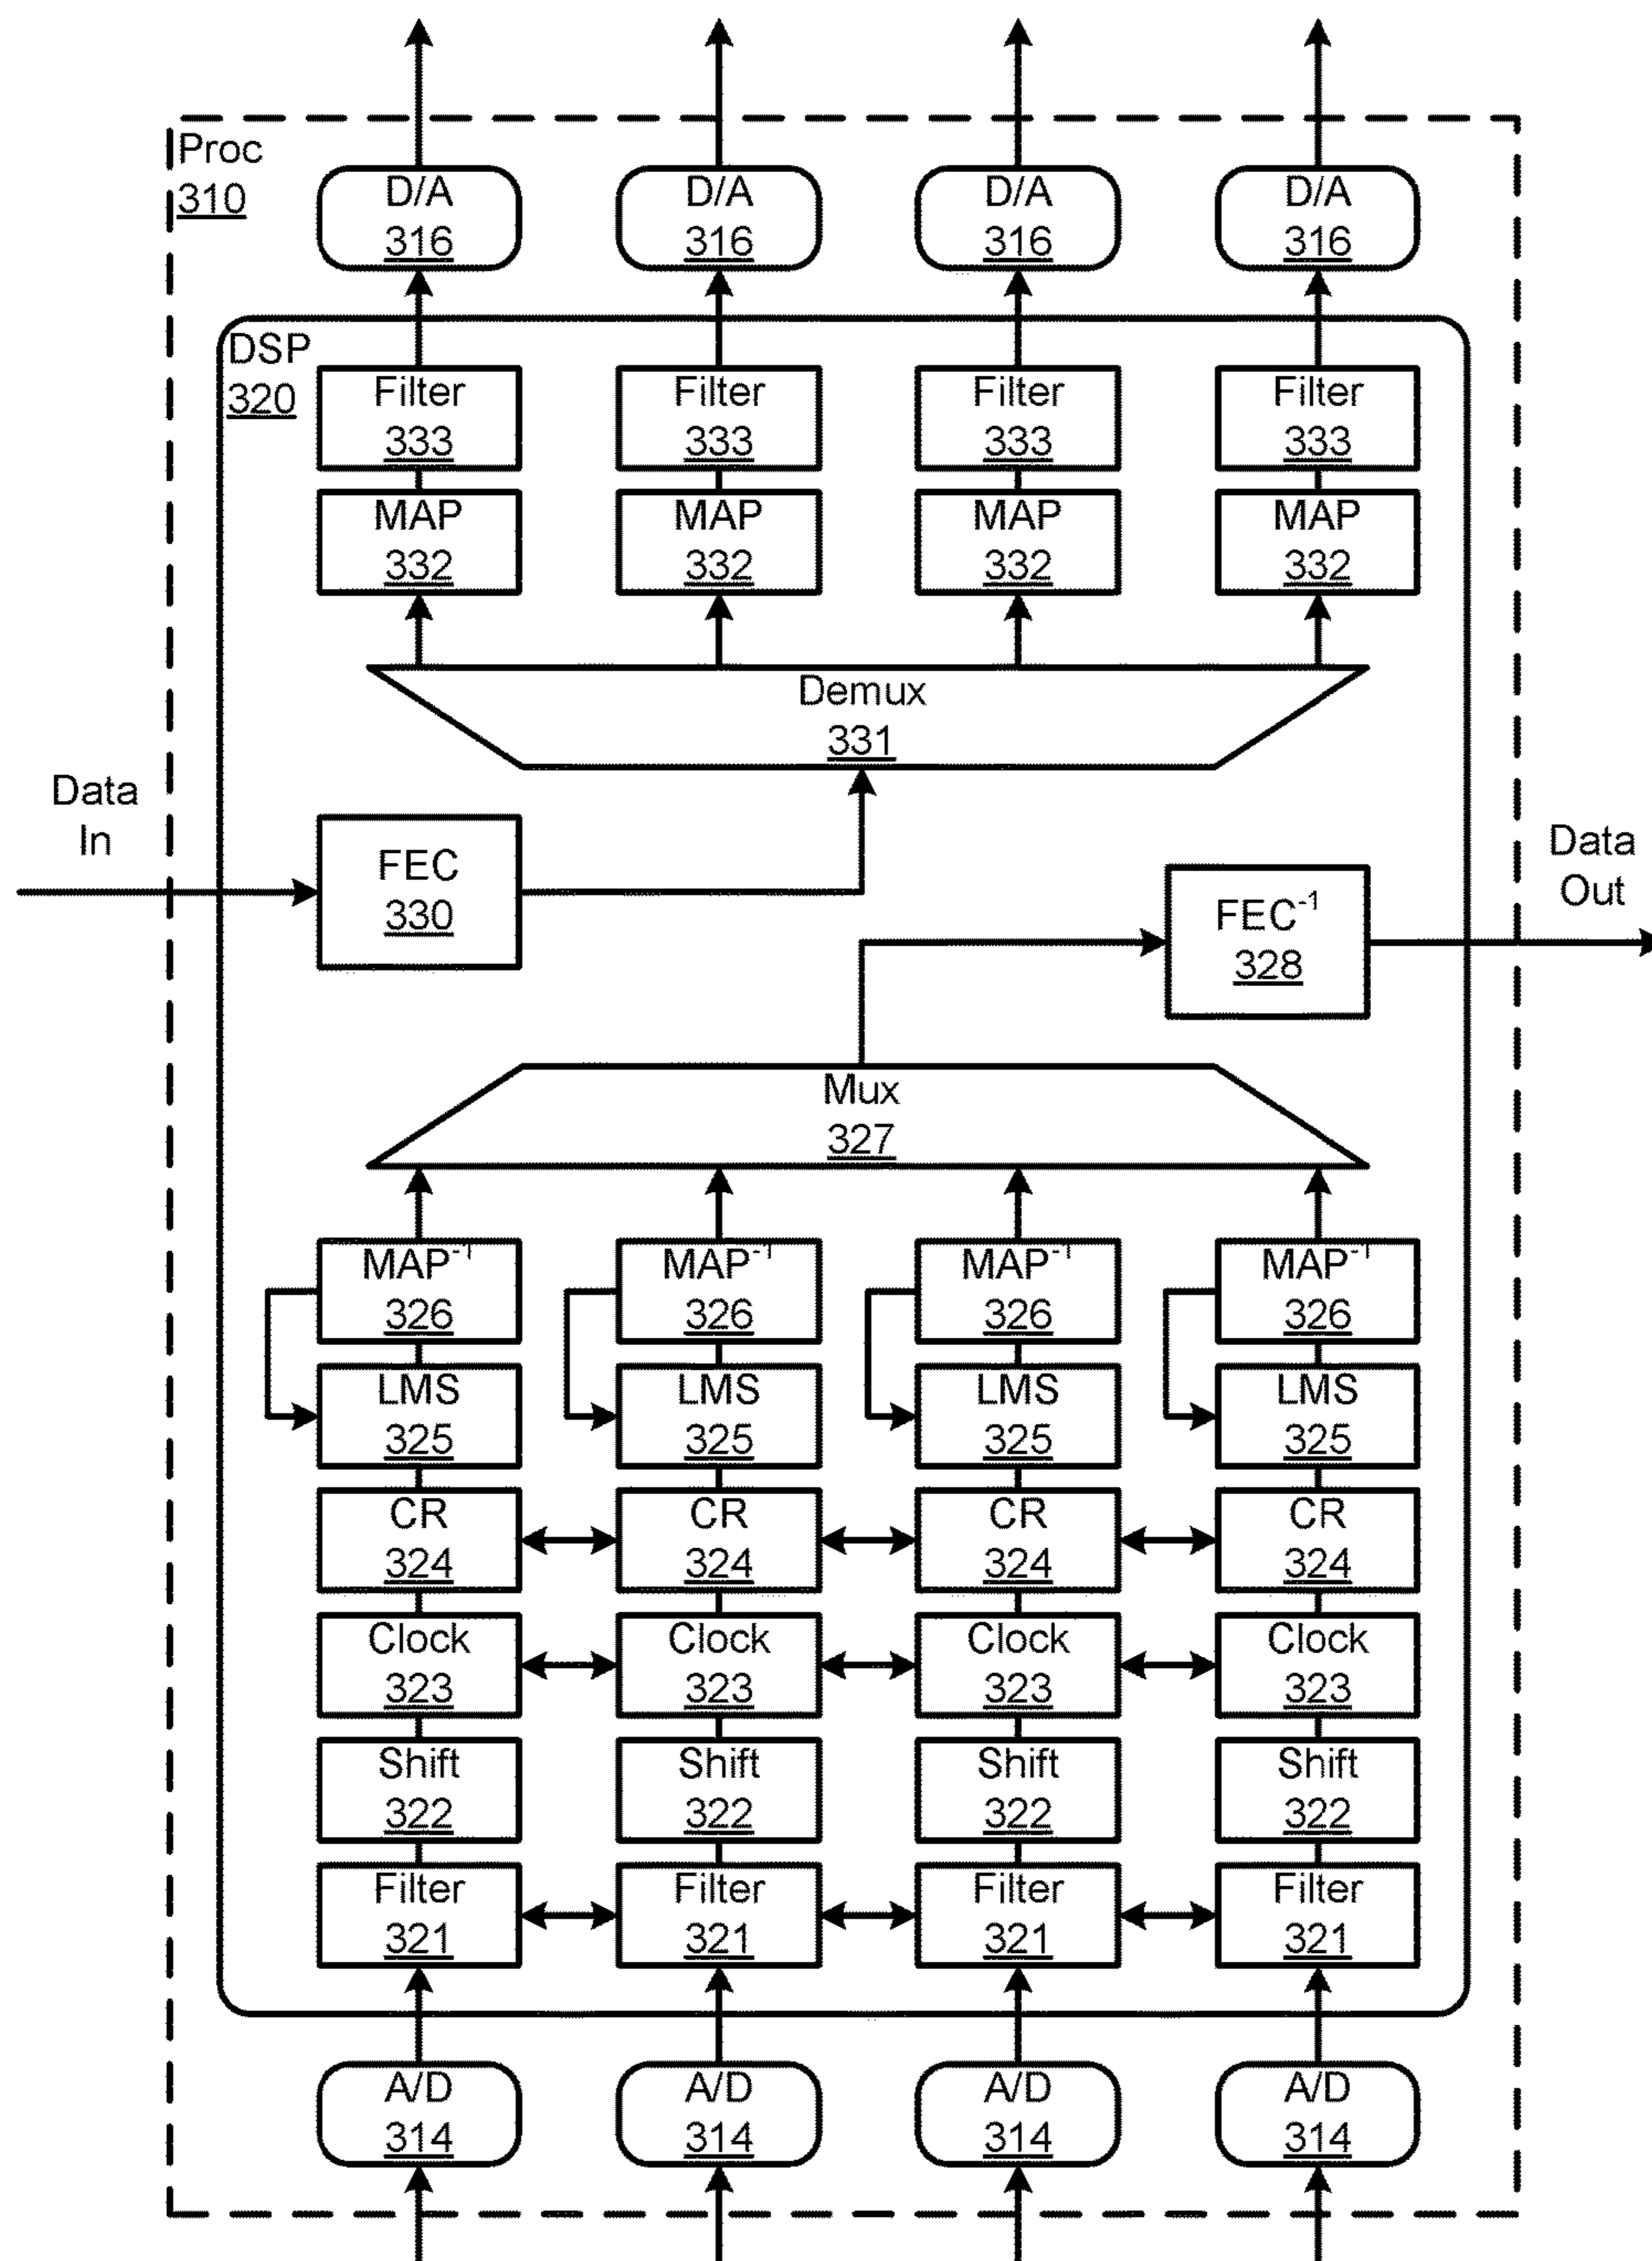 Proc
310
D/A D/A D/A D/A
316 316 316 316
DSP
320
Filter Filter Filter Filter
333 333 333 333
MAP MAP MAP MAP
332 332 332 332
Demux
331
Data
In
FEC
330
Data
Out
FEC⁻¹
328
Mux
327
MAP⁻¹ MAP⁻¹ MAP⁻¹ MAP⁻¹
326 326 326 326
LMS LMS LMS LMS
325 325 325 325
CR CR CR CR
324 324 324 324
Clock Clock Clock Clock
323 323 323 323
Shift Shift Shift Shift
322 322 322 322
Filter Filter Filter Filter
321 321 321 321
A/D A/D A/D A/D
314 314 314 314